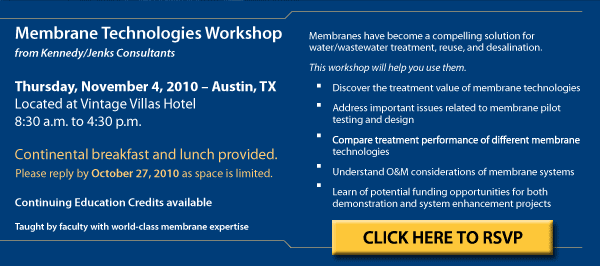 Membrane Technologies Workshop
from Kennedy/Jenks Consultants
Thursday, November 4, 2010 – Austin, TX
Located at Vintage Villas Hotel
8:30 a.m. to 4:30 p.m.
Continental breakfast and lunch provided.
Please reply by October 27, 2010 as space is limited.
Continuing Education Credits available
Taught by faculty with world-class membrane expertise
Membranes have become a compelling solution for
water/wastewater treatment, reuse, and desalination.
This workshop will help you use them.
Discover the treatment value of membrane technologies
Address important issues related to membrane pilot
testing and design
Compare treatment performance of different membrane
technologies
Understand O&M considerations of membrane systems
Learn of potential funding opportunities for both
demonstration and system enhancement projects
CLICK HERE TO RSVP